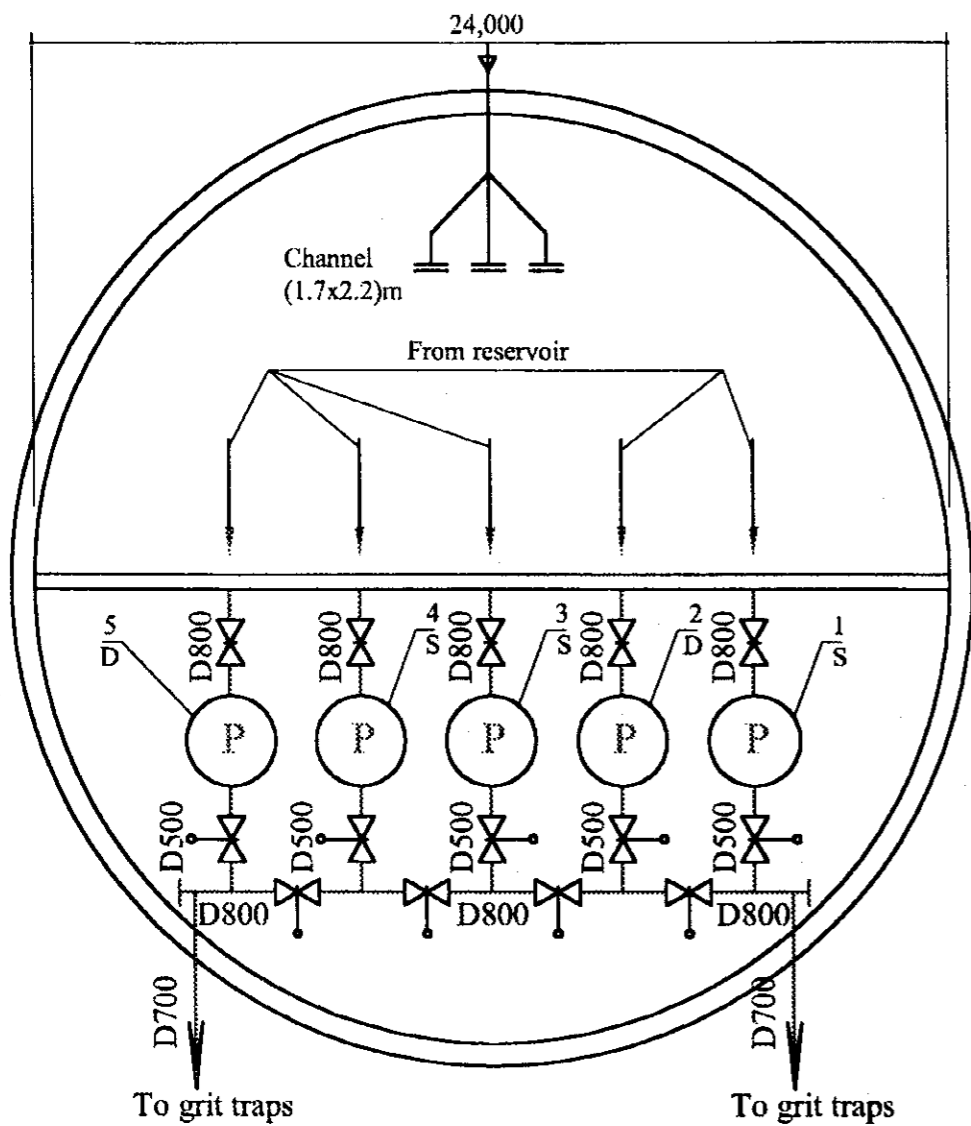 24,000
Channel
(1.7x2.2)m
From reservoir
5
D
D800
D800
4
S
D800
3
S
D800
2
D
D800
1
S
P
P
P
P
P
D500
D500
D500
D500
D500
D800
D800
D800
D700
D700
To grit traps
To grit traps